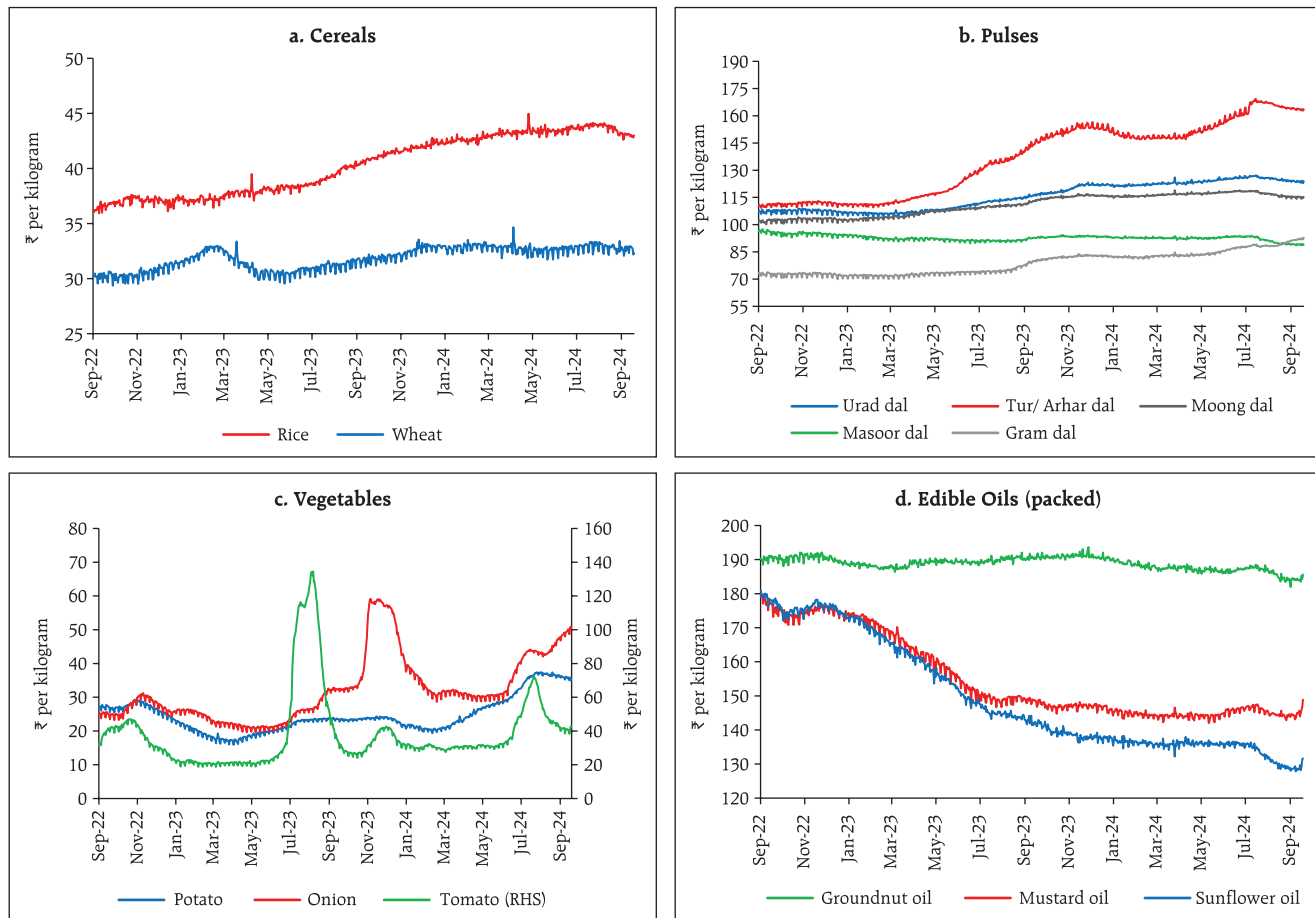 a. Cereals
₹ per kilogram
50
45
40
35
30
25
Sep-22
Nov-22
Jan-23
Mar-23
May-23
Jul-23
Sep-23
Nov-23
Jan-24
Mar-24
May-24
Jul-24
Sep-24
Rice
Wheat
b. Pulses
₹ per kilogram
190
175
160
145
130
115
100
85
70
55
Sep-22
Nov-22
Jan-23
Mar-23
May-23
Jul-23
Sep-23
Nov-23
Jan-24
Mar-24
May-24
Jul-24
Sep-24
Urad dal
Tur/ Arhar dal
Moong dal
Masoor dal
Gram dal
c. Vegetables
₹ per kilogram
80
70
60
50
40
30
20
10
0
160
140
120
100
80
60
40
20
0
₹ per kilogram
Sep-22
Nov-22
Jan-23
Mar-23
May-23
Jul-23
Sep-23
Nov-23
Jan-24
Mar-24
May-24
Jul-24
Sep-24
Potato
Onion
Tomato (RHS)
d. Edible Oils (packed)
₹ per kilogram
200
190
180
170
160
150
140
130
120
Sep-22
Nov-22
Jan-23
Mar-23
May-23
Jul-23
Sep-23
Nov-23
Jan-24
Mar-24
May-24
Jul-24
Sep-24
Groundnut oil
Mustard oil
Sunflower oil